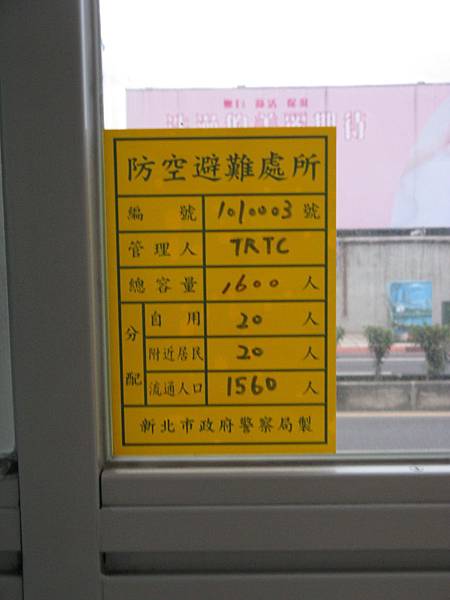 防空避難處所
編號 1010003 號
管理人 TRTC
總容量 1600 人
分配
自用 20 人
附近居民 20 人
流通人口 1560 人
新北市政府警察局製